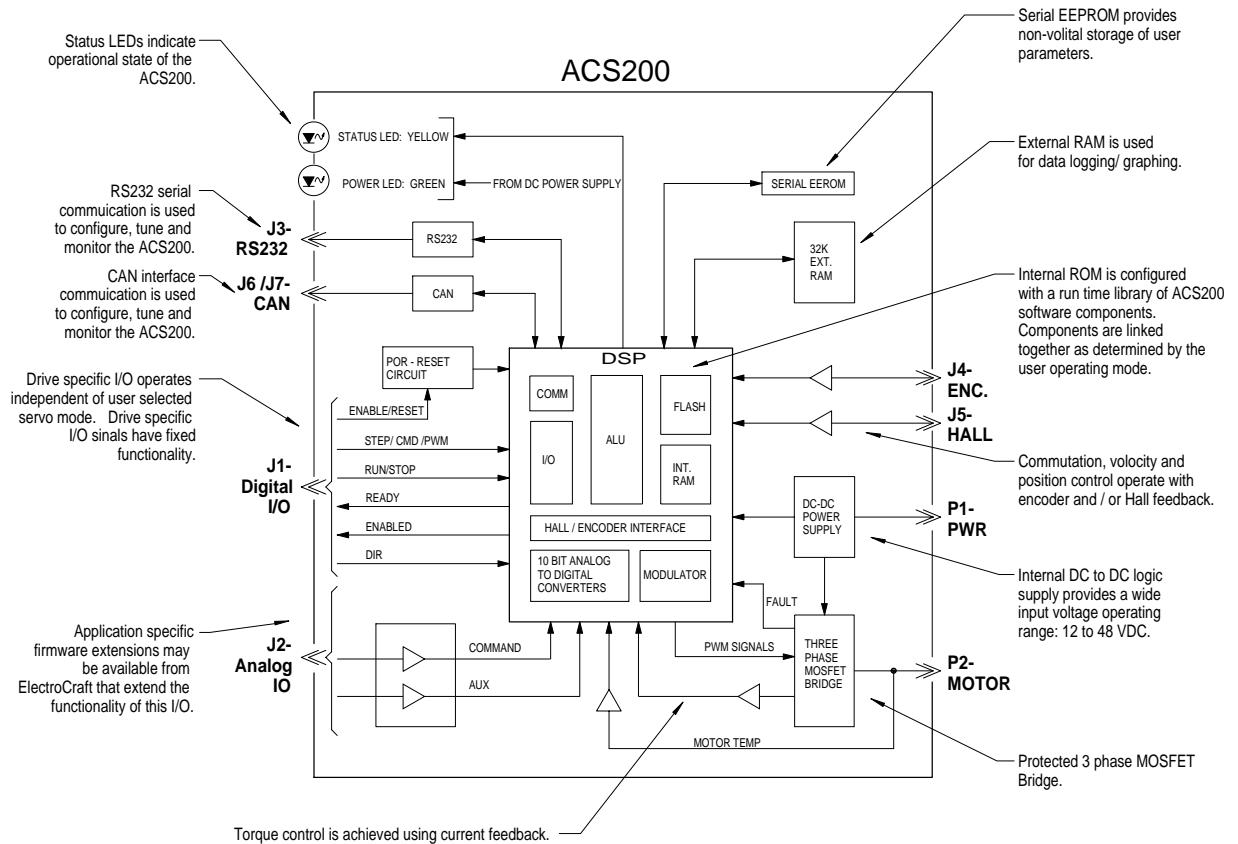 Status LEDs indicate
operational state of the
ACS200.
ACS200
Serial EEPROM provides
non-volital storage of user
parameters.
STATUS LED: YELLOW
POWER LED: GREEN
FROM DC POWER SUPPLY
SERIAL EEROM
External RAM is used
for data logging/ graphing.
RS232 serial
commuication is used
to configure, tune and
monitor the ACS200.
J3-
RS232
RS232
32K
EXT.
RAM
CAN interface
commuication is used
to configure, tune and
monitor the ACS200.
J6 /J7-
CAN
CAN
Internal ROM is configured
with a run time library of ACS200
software components.
Components are linked
together as determined by the
user operating mode.
POR - RESET
CIRCUIT
DSP
COMM
ALU
FLASH
I/O
INT.
RAM
HALL / ENCODER INTERFACE
10 BIT ANALOG
TO DIGITAL
CONVERTERS
MODULATOR
J4-
ENC.
J5-
HALL
Drive specific I/O operates
independent of user selected
servo mode. Drive specific
I/O sinals have fixed
functionality.
J1-
Digital
I/O
ENABLE/RESET
STEP/ CMD /PWM
RUN/STOP
READY
ENABLED
DIR
Commutation, volocity and
position control operate with
encoder and / or Hall feedback.
DC-DC
POWER
SUPPLY
P1-
PWR
Internal DC to DC logic
supply provides a wide
input voltage operating
range: 12 to 48 VDC.
FAULT
PWM SIGNALS
THREE
PHASE
MOSFET
BRIDGE
P2-
MOTOR
Application specific
firmware extensions may
be available from
ElectroCraft that extend the
functionality of this I/O.
J2-
Analog
IO
COMMAND
AUX
MOTOR TEMP
Protected 3 phase MOSFET
Bridge.
Torque control is achieved using current feedback.